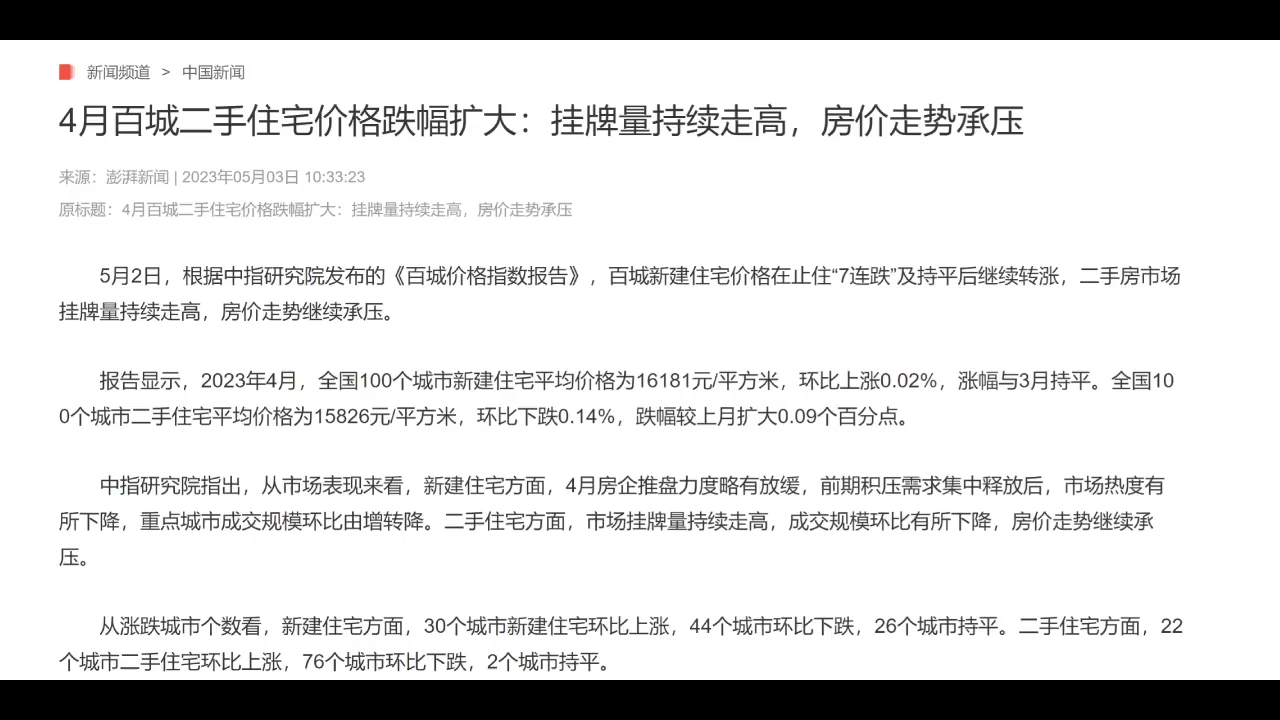 新闻频道 > 中国新闻
4月百城二手住宅价格跌幅扩大：挂牌量持续走高，房价走势承压
来源：澎湃新闻 | 2023年05月03日 10:33:23
原标题：4月百城二手住宅价格跌幅扩大：挂牌量持续走高，房价走势承压
5月2日，根据中指研究院发布的《百城价格指数报告》，百城新建住宅价格在止住“7连跌”及持平后继续转涨，二手房市场
挂牌量持续走高，房价走势继续承压。
报告显示，2023年4月，全国100个城市新建住宅平均价格为16181元/平方米，环比上涨0.02%，涨幅与3月持平。全国10
0个城市二手住宅平均价格为15826元/平方米，环比下跌0.14%，跌幅较上月扩大0.09个百分点。
中指研究院指出，从市场表现来看，新建住宅方面，4月房企推盘力度略有放缓，前期积压需求集中释放后，市场热度有
所下降，重点城市成交规模环比由增转降。二手住宅方面，市场挂牌量持续走高，成交规模环比有所下降，房价走势继续承
压。
从涨跌城市个数看，新建住宅方面，30个城市新建住宅环比上涨，44个城市环比下跌，26个城市持平。二手住宅方面，22
个城市二手住宅环比上涨，76个城市环比下跌，2个城市持平。